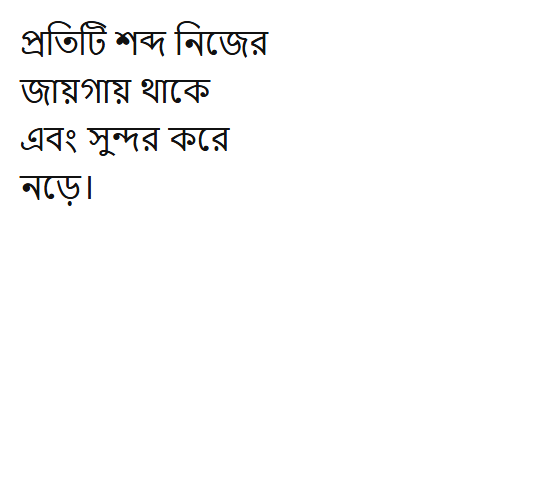 প্রতিটি শব্দ নিজের
জায়গায় থাকে
এবং সুন্দর করে
নড়ে।